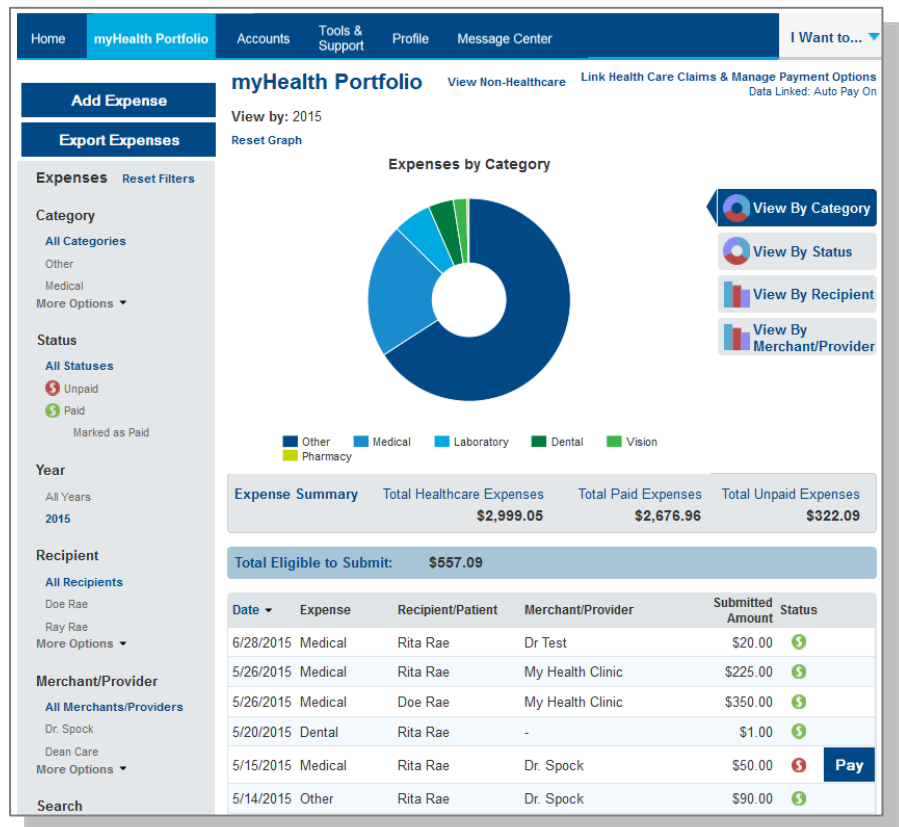 Home myHealth Portfolio Accounts Tools & Support Profile Message Center I Want to...
Add Expense
Export Expenses
Expenses Reset Filters
Category
All Categories
Other
Medical
More Options
Status
All Statuses
Unpaid
Paid
Marked as Paid
Year
All Years
2015
Recipient
All Recipients
Doe Rae
Ray Rae
More Options
Merchant/Provider
All Merchants/Providers
Dr. Spock
Dean Care
More Options
Search
myHealth Portfolio View Non-Healthcare Link Health Care Claims & Manage Payment Options
Data Linked: Auto Pay On
View by: 2015
Reset Graph
Expenses by Category
View By Category
View By Status
View By Recipient
View By
Merchant/Provider
Other Medical Laboratory Dental Vision
Pharmacy
Expense Summary Total Healthcare Expenses Total Paid Expenses Total Unpaid Expenses
$2,999.05 $2,676.96 $322.09
Total Eligible to Submit: $557.09
Date Expense Recipient/Patient Merchant/Provider Submitted Amount Status
6/28/2015 Medical Rita Rae Dr Test $20.00
5/26/2015 Medical Rita Rae My Health Clinic $225.00
5/26/2015 Medical Doe Rae My Health Clinic $350.00
5/20/2015 Dental Rita Rae - $1.00
5/15/2015 Medical Rita Rae Dr. Spock $50.00 Pay
5/14/2015 Other Rita Rae Dr. Spock $90.00